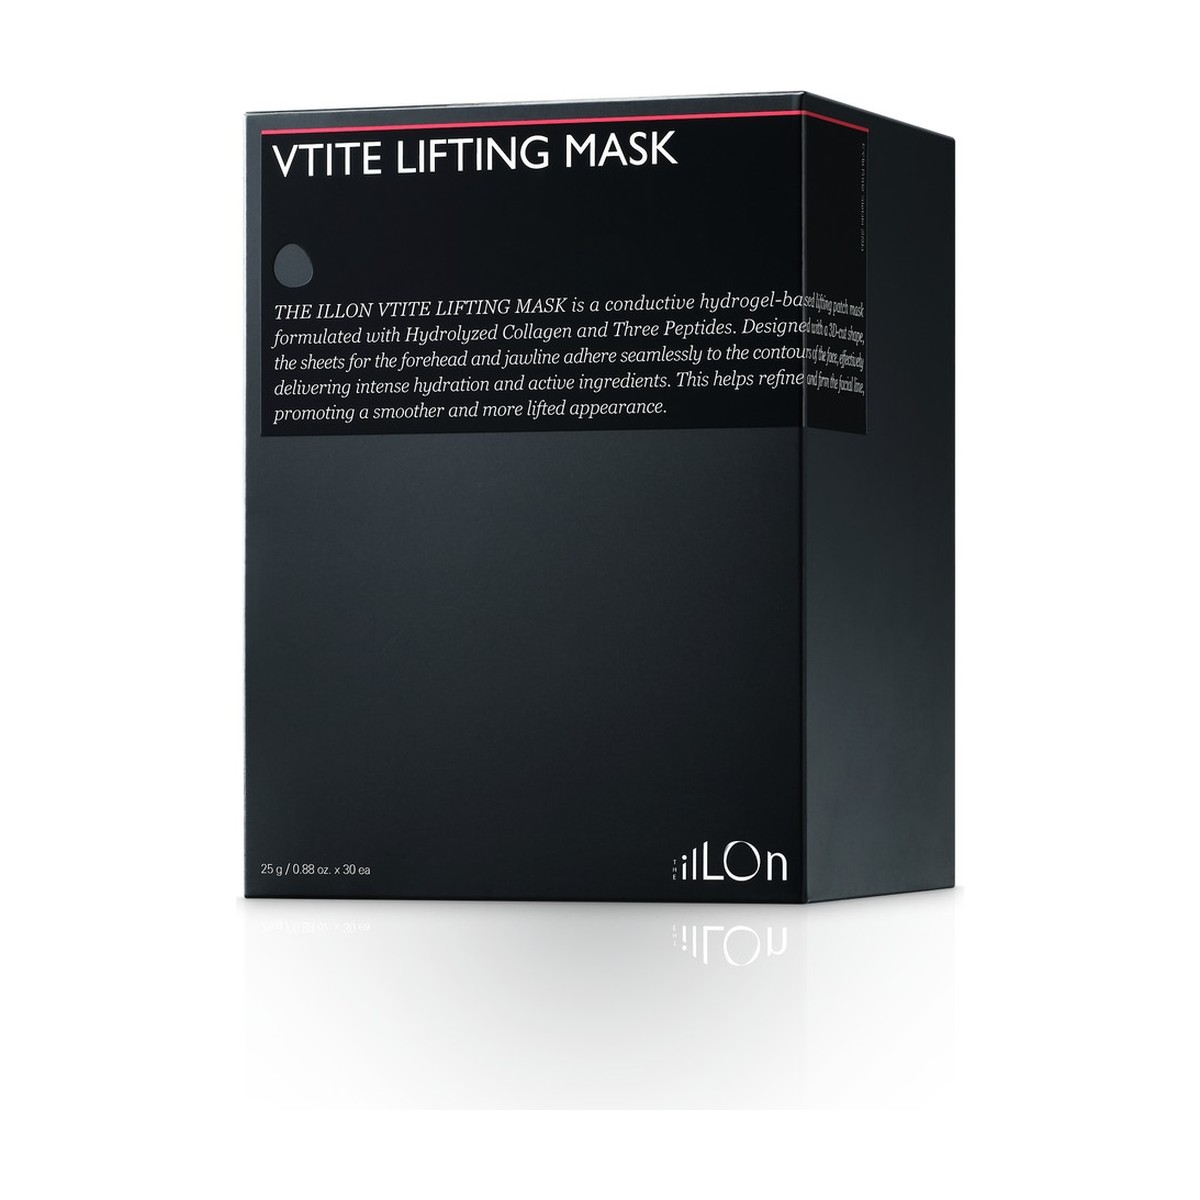 VTITE LIFTING MASK
THE ILLON VTITE LIFTING MASK is a conductive hydrogel-based lifting patch mask
formulated with Hydrolyzed Collagen and Three Peptides. Designed with a 3D-cut shape,
the sheets for the forehead and jawline adhere seamlessly to the contours of the face, effectively
delivering intense hydration and active ingredients. This helps refine and firm the facial line,
promoting a smoother and more lifted appearance.
25 g / 0.88 oz. x 30 ea
THE illOn